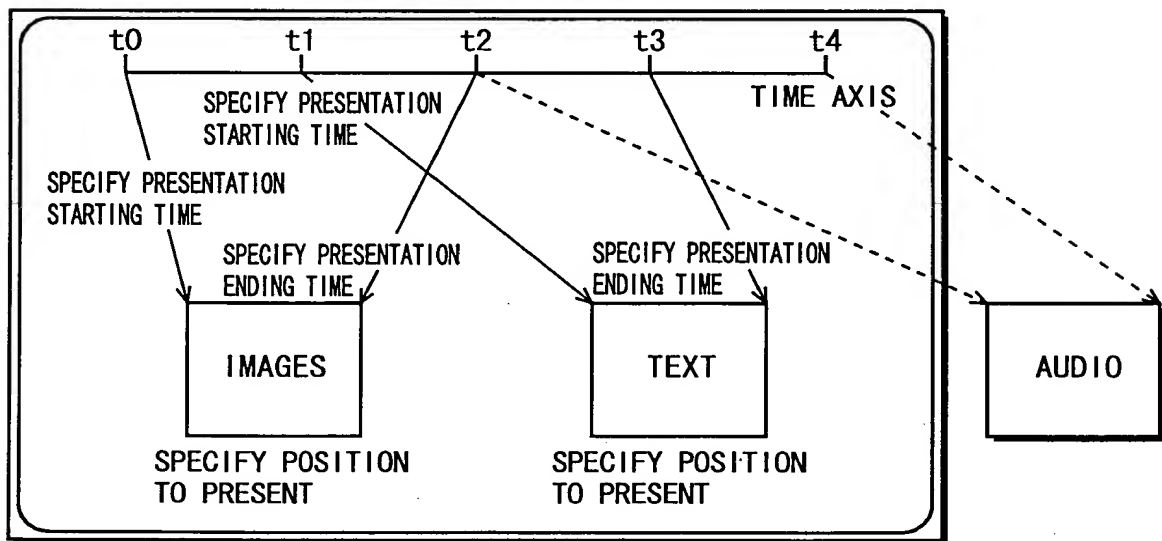 t0 t1 t2 t3 t4
TIME AXIS
SPECIFY PRESENTATION
STARTING TIME
SPECIFY PRESENTATION
STARTING TIME
SPECIFY PRESENTATION
ENDING TIME
SPECIFY PRESENTATION
ENDING TIME
IMAGES
TEXT
AUDIO
SPECIFY POSITION
TO PRESENT
SPECIFY POSITION
TO PRESENT